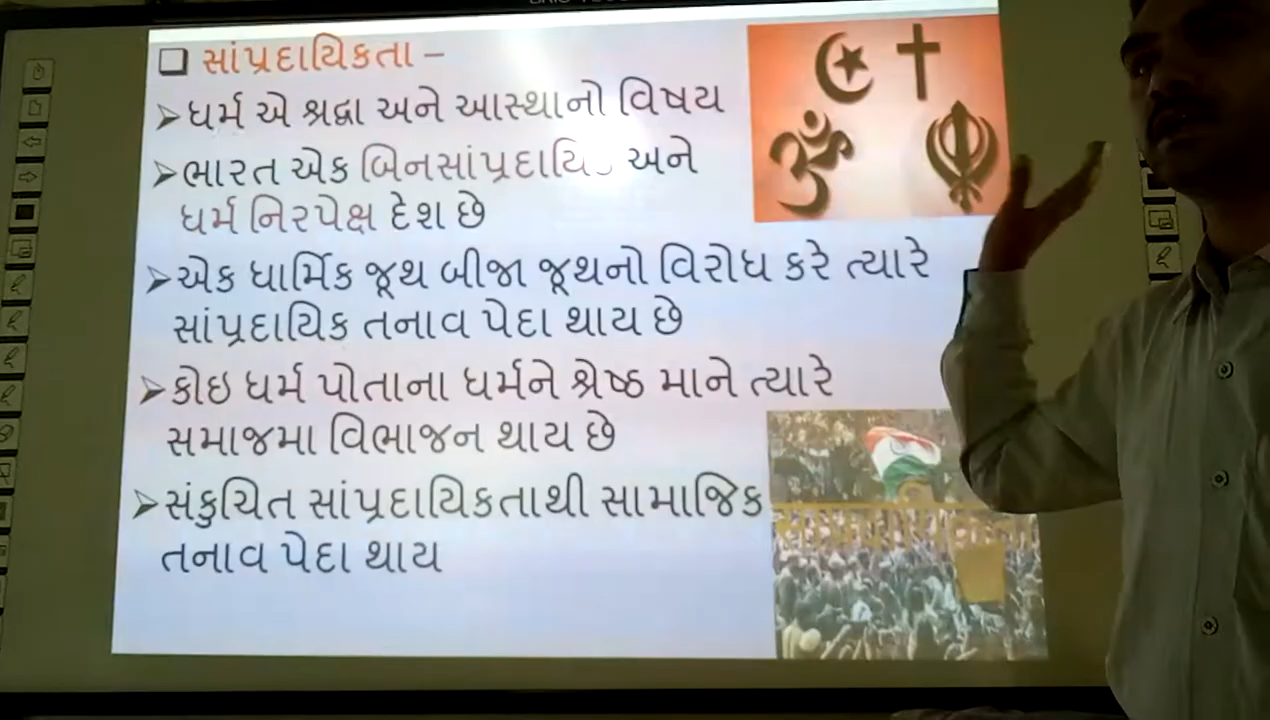 ❑ સાંપ્રદાયિકતા –
➢ ધર્મ એ શ્રદ્ધા અને આસ્થાનો વિષય
➢ ભારત એક બિનસાંપ્રદાયિક અને
ધર્મ નિરપેક્ષ દેશ છે
➢ એક ધાર્મિક જૂથ બીજા જૂથનો વિરોધ કરે ત્યારે
સાંપ્રદાયિક તનાવ પેદા થાય છે
➢ કોઇ ધર્મ પોતાના ધર્મને શ્રેષ્ઠ માને ત્યારે
સમાજમા વિભાજન થાય છે
➢ સંકુચિત સાંપ્રદાયિકતાથી સામાજિક
તનાવ પેદા થાય